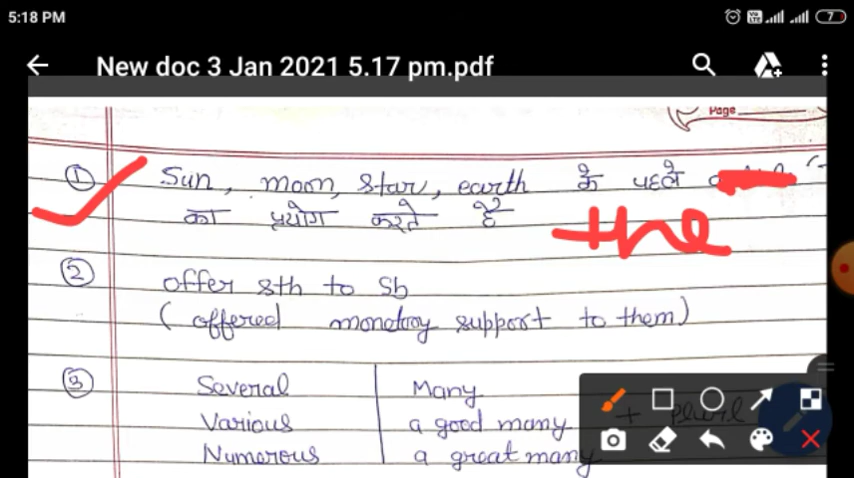 5:18 PM
7
New doc 3 Jan 2021 5.17 pm.pdf
Page
① Sun, moon, star, earth के पहले
का प्रयोग करते है the
② offer sth to Sb
(offered monetary support to them)
③ Several Many
Various a good many + plural
Numerous a great many